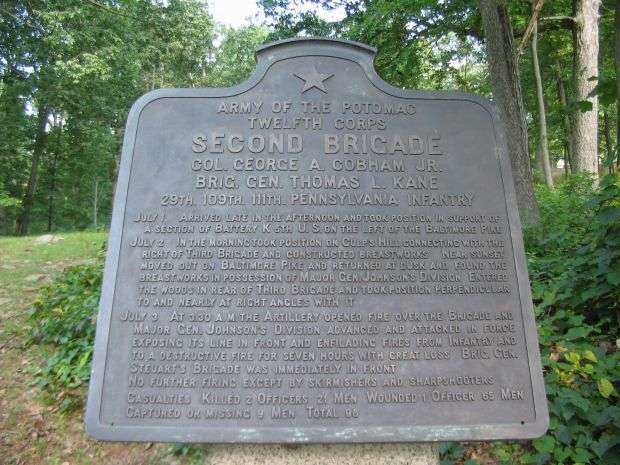 ARMY OF THE POTOMAC
TWELFTH CORPS
SECOND BRIGADE
COL. GEORGE A. COBHAM JR.
BRIG. GEN. THOMAS L. KANE
29TH. 109TH. 111TH. PENNSYLVANIA INFANTRY
JULY 1 ARRIVED LATE IN THE AFTERNOON AND TOOK POSITION IN SUPPORT OF
A SECTION OF BATTERY K 5TH U.S. ON THE LEFT OF THE BALTIMORE PIKE
JULY 2 IN THE MORNING TOOK POSITION ON CULP'S HILL CONNECTING WITH THE
RIGHT OF THIRD BRIGADE AND CONSTRUCTED BREASTWORKS NEAR SUNSET
MOVED OUT ON BALTIMORE PIKE AND RETURNED AT DUSK AND FOUND THE
BREASTWORKS IN POSSESSION OF MAJOR GEN. JOHNSON'S DIVISION ENTERED
THE WOODS IN REAR OF THIRD BRIGADE AND TOOK POSITION PERPENDICULAR
TO AND NEARLY AT RIGHT ANGLES WITH IT
JULY 3 AT 3.30 A.M. THE ARTILLERY OPENED FIRE OVER THE BRIGADE AND
MAJOR GEN. JOHNSON'S DIVISION ADVANCED AND ATTACKED IN FORCE
EXPOSING ITS LINE IN FRONT AND ENFILADING FIRES FROM INFANTRY AND
TO A DESTRUCTIVE FIRE FOR SEVEN HOURS WITH GREAT LOSS BRIG. GEN.
STEUART'S BRIGADE WAS IMMEDIATELY IN FRONT
NO FURTHER FIRING EXCEPT BY SKIRMISHERS AND SHARPSHOOTERS
CASUALTIES KILLED 2 OFFICERS 21 MEN WOUNDED 1 OFFICER 65 MEN
CAPTURED OR MISSING 9 MEN TOTAL 98